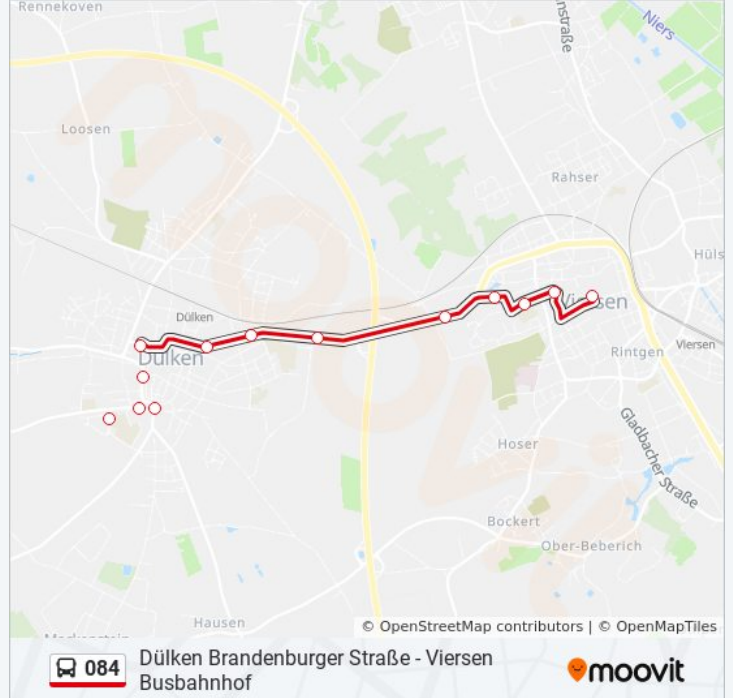 Rennekoven
nstraße
Niers
Loosen
Rahser
Hüls
Dülken
Viersen
Dülken
Rintgen
Viersen
Hoser
Gladbacher Straße
Bockert
Ober-Beberich
Hausen
© OpenStreetMap contributors | © OpenMapTiles
084
Dülken Brandenburger Straße - Viersen
Busbahnhof
moovit